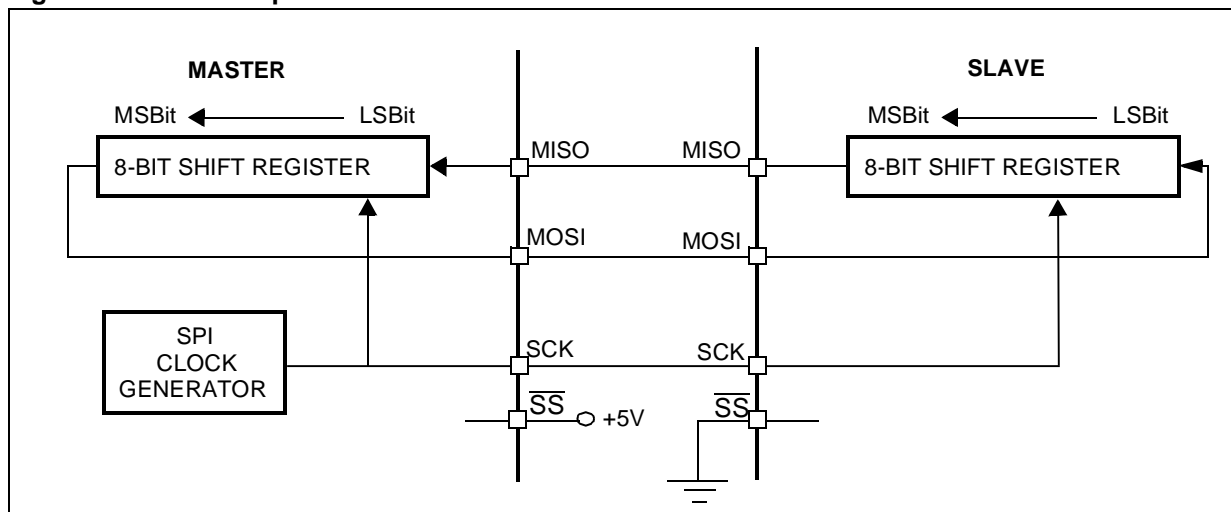 MASTER
SLAVE
MSBit LSBit
MSBit LSBit
8-BIT SHIFT REGISTER
MISO
MISO
8-BIT SHIFT REGISTER
MOSI
MOSI
SPI
CLOCK
GENERATOR
SCK
SCK
SS
+5V
SS